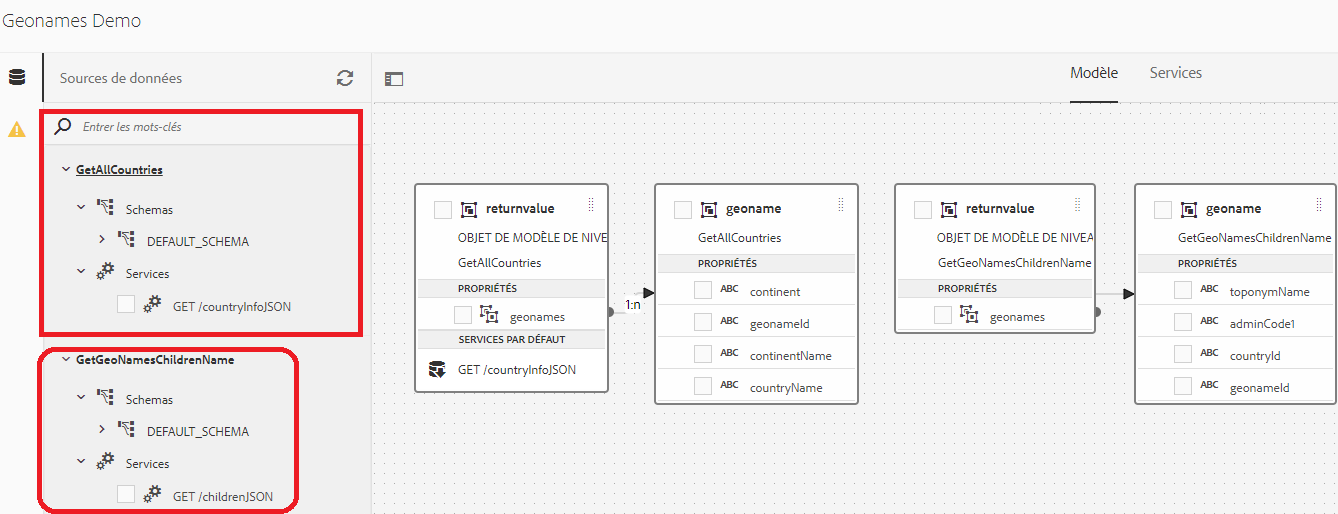 Geonames Demo
Sources de données
Modèle
Services
Entrer les mots-clés
GetAllCountries
Schemas
DEFAULT_SCHEMA
Services
GET /countryInfoJSON
GetGeoNamesChildrenName
Schemas
DEFAULT_SCHEMA
Services
GET /childrenJSON
returnvalue
OBJET DE MODÈLE DE NIVE
GetAllCountries
PROPRIÉTÉS
geonames
SERVICES PAR DÉFAUT
GET /countryInfoJSON
1:n
geoname
GetAllCountries
PROPRIÉTÉS
ABC continent
ABC geonameId
ABC continentName
ABC countryName
returnvalue
OBJET DE MODÈLE DE NIVEA
GetGeoNamesChildrenName
PROPRIÉTÉS
geonames
geoname
GetGeoNamesChildrenName
PROPRIÉTÉS
ABC toponymName
ABC adminCode1
ABC countryId
ABC geonameId